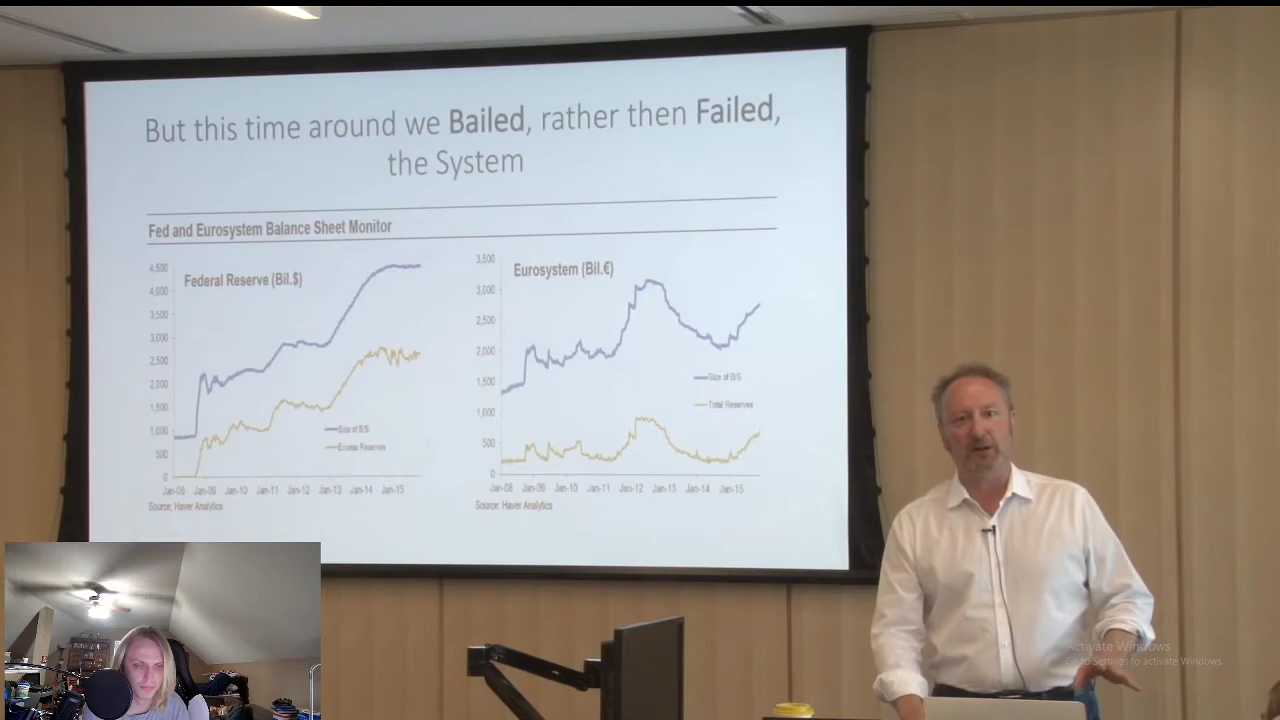 But this time around we Bailed, rather then Failed,
the System
Fed and Eurosystem Balance Sheet Monitor
Federal Reserve (Bil.$)
4,500
4,000
3,500
3,000
2,500
2,000
1,500
1,000
500
0
Size of B/S
Excess Reserves
Jan-08 Jan-09 Jan-10 Jan-11 Jan-12 Jan-13 Jan-14 Jan-15
Source: Haver Analytics
Eurosystem (Bil.€)
3,500
3,000
2,500
2,000
1,500
1,000
500
0
Size of B/S
Total Reserves
Jan-08 Jan-09 Jan-10 Jan-11 Jan-12 Jan-13 Jan-14 Jan-15
Source: Haver Analytics
Activate Windows
Go to Settings to activate Windows.